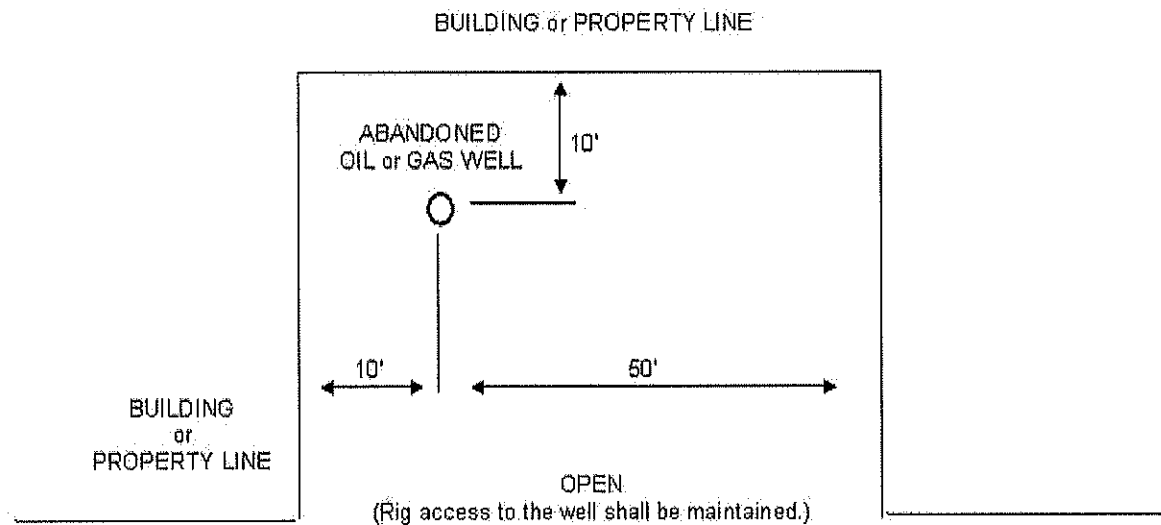 BUILDING or PROPERTY LINE
ABANDONED
OIL or GAS WELL
10'
10'
50'
BUILDING
or
PROPERTY LINE
OPEN
(Rig access to the well shall be maintained.)